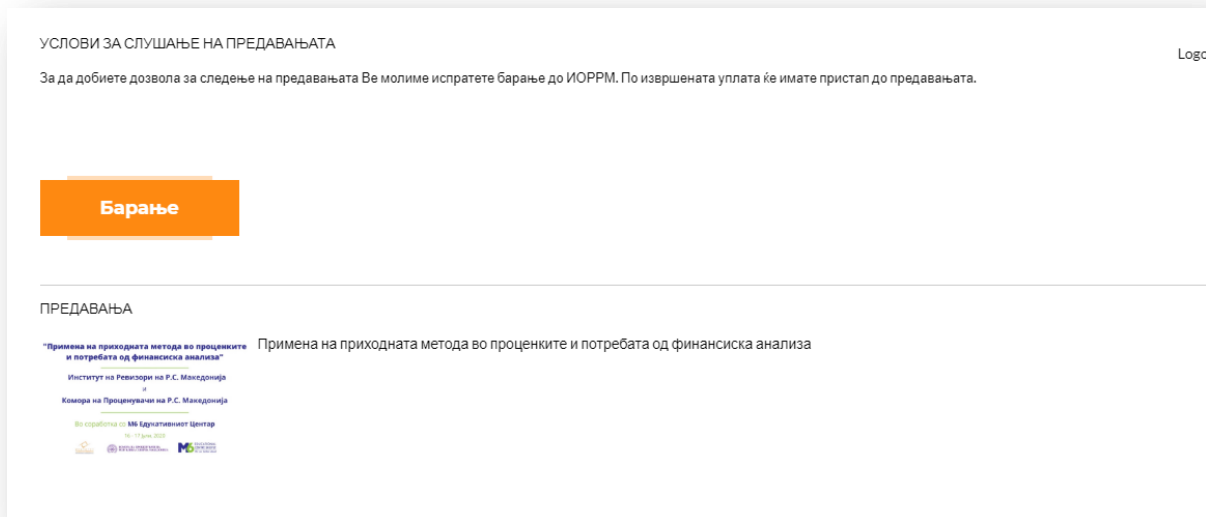 УСЛОВИ ЗА СЛУШАЊЕ НА ПРЕДАВАЊАТА
Logo
За да добиете дозвола за следење на предавањата Ве молиме испратете барање до ИОРРМ. По извршената уплата ќе имате пристап до предавањата.
Барање
ПРЕДАВАЊА
Примена на приходната метода во проценките и потребата од финансиска анализа
"Примена на приходната метода во проценките
и потребата од финансиска анализа"
Институт на Ревизори на Р.С. Македонија
и
Комора на Проценувачи на Р.С. Македонија
Во соработка со М6 Едукативниот Центар
М6